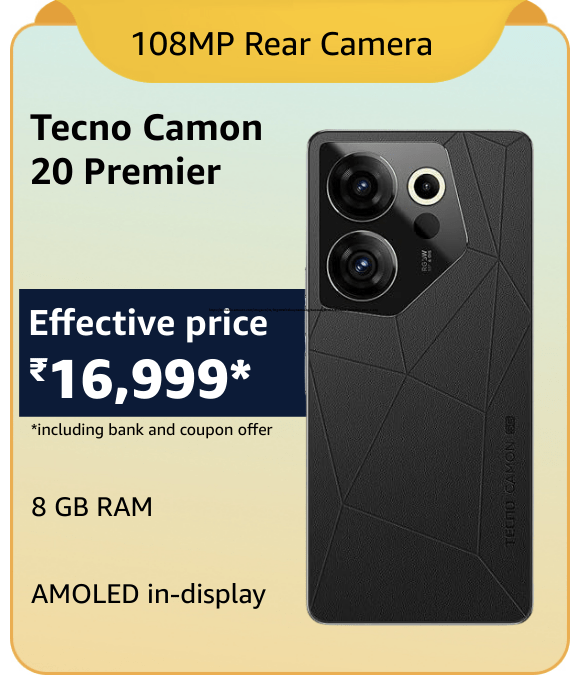 108MP Rear Camera
Tecno Camon
20 Premier
Effective price
₹16,999*
*including bank and coupon offer
8 GB RAM
AMOLED in-display
TECNO CAMON